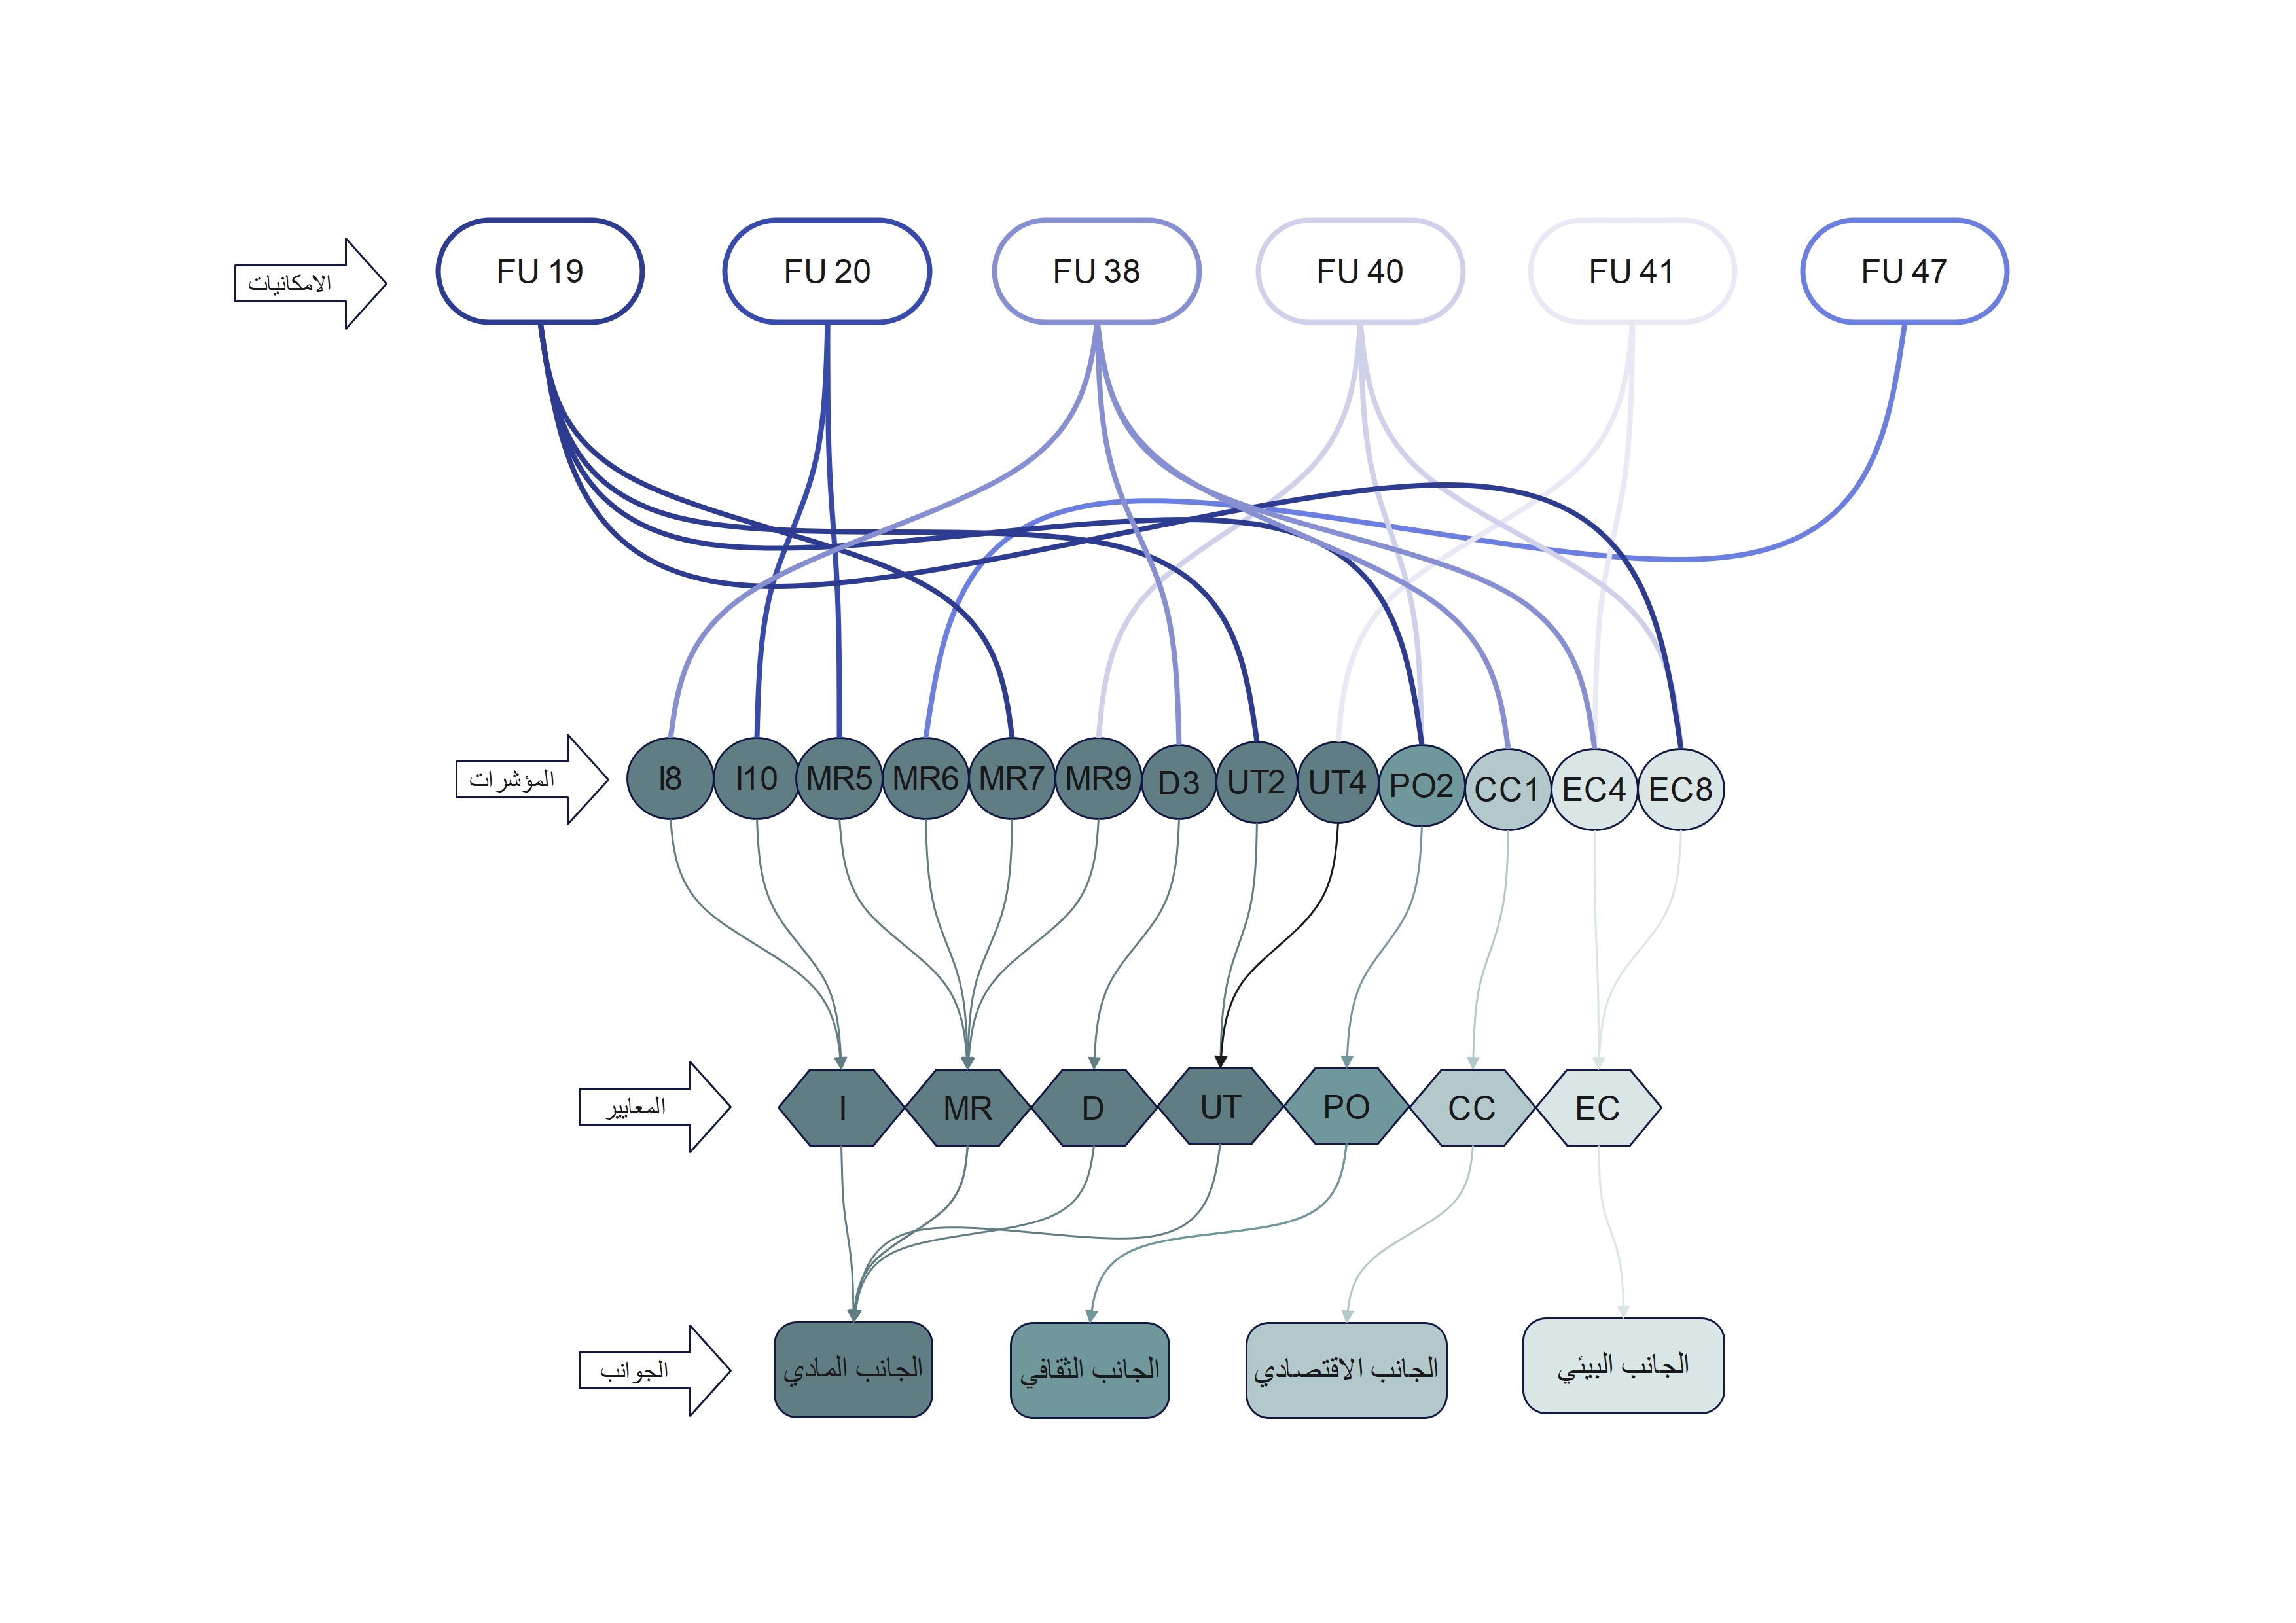 الامكانيات
FU 19
FU 20
FU 38
FU 40
FU 41
FU 47
المؤشرات
I8
I10
MR5
MR6
MR7
MR9
D3
UT2
UT4
PO2
CC1
EC4
EC8
المعايير
I
MR
D
UT
PO
CC
EC
الجوانب
الجانب المادي
الجانب الثقافي
الجانب الاقتصادي
الجانب البيئي